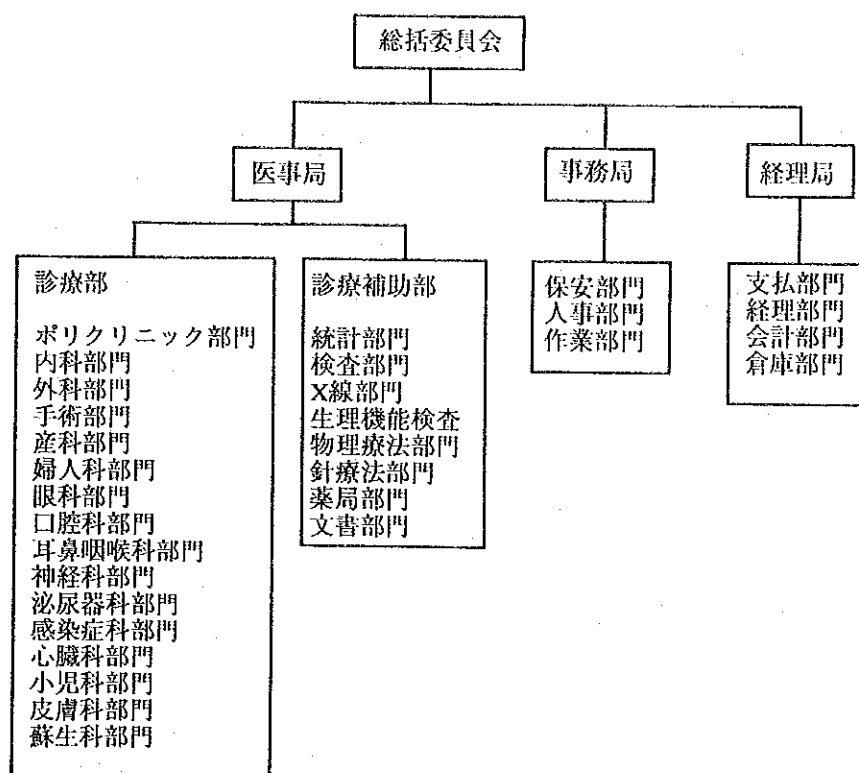 総括委員会
医事局
事務局
経理局
診療部
ポリクリニック部門
内科部門
外科部門
手術部門
産科部門
婦人科部門
眼科部門
口腔科部門
耳鼻咽喉科部門
神経科部門
泌尿器科部門
感染症科部門
心臓科部門
小児科部門
皮膚科部門
蘇生科部門
診療補助部
統計部門
検査部門
X線部門
生理機能検査
物理療法部門
針療法部門
薬局部門
文書部門
保安部門
人事部門
作業部門
支払部門
経理部門
会計部門
倉庫部門